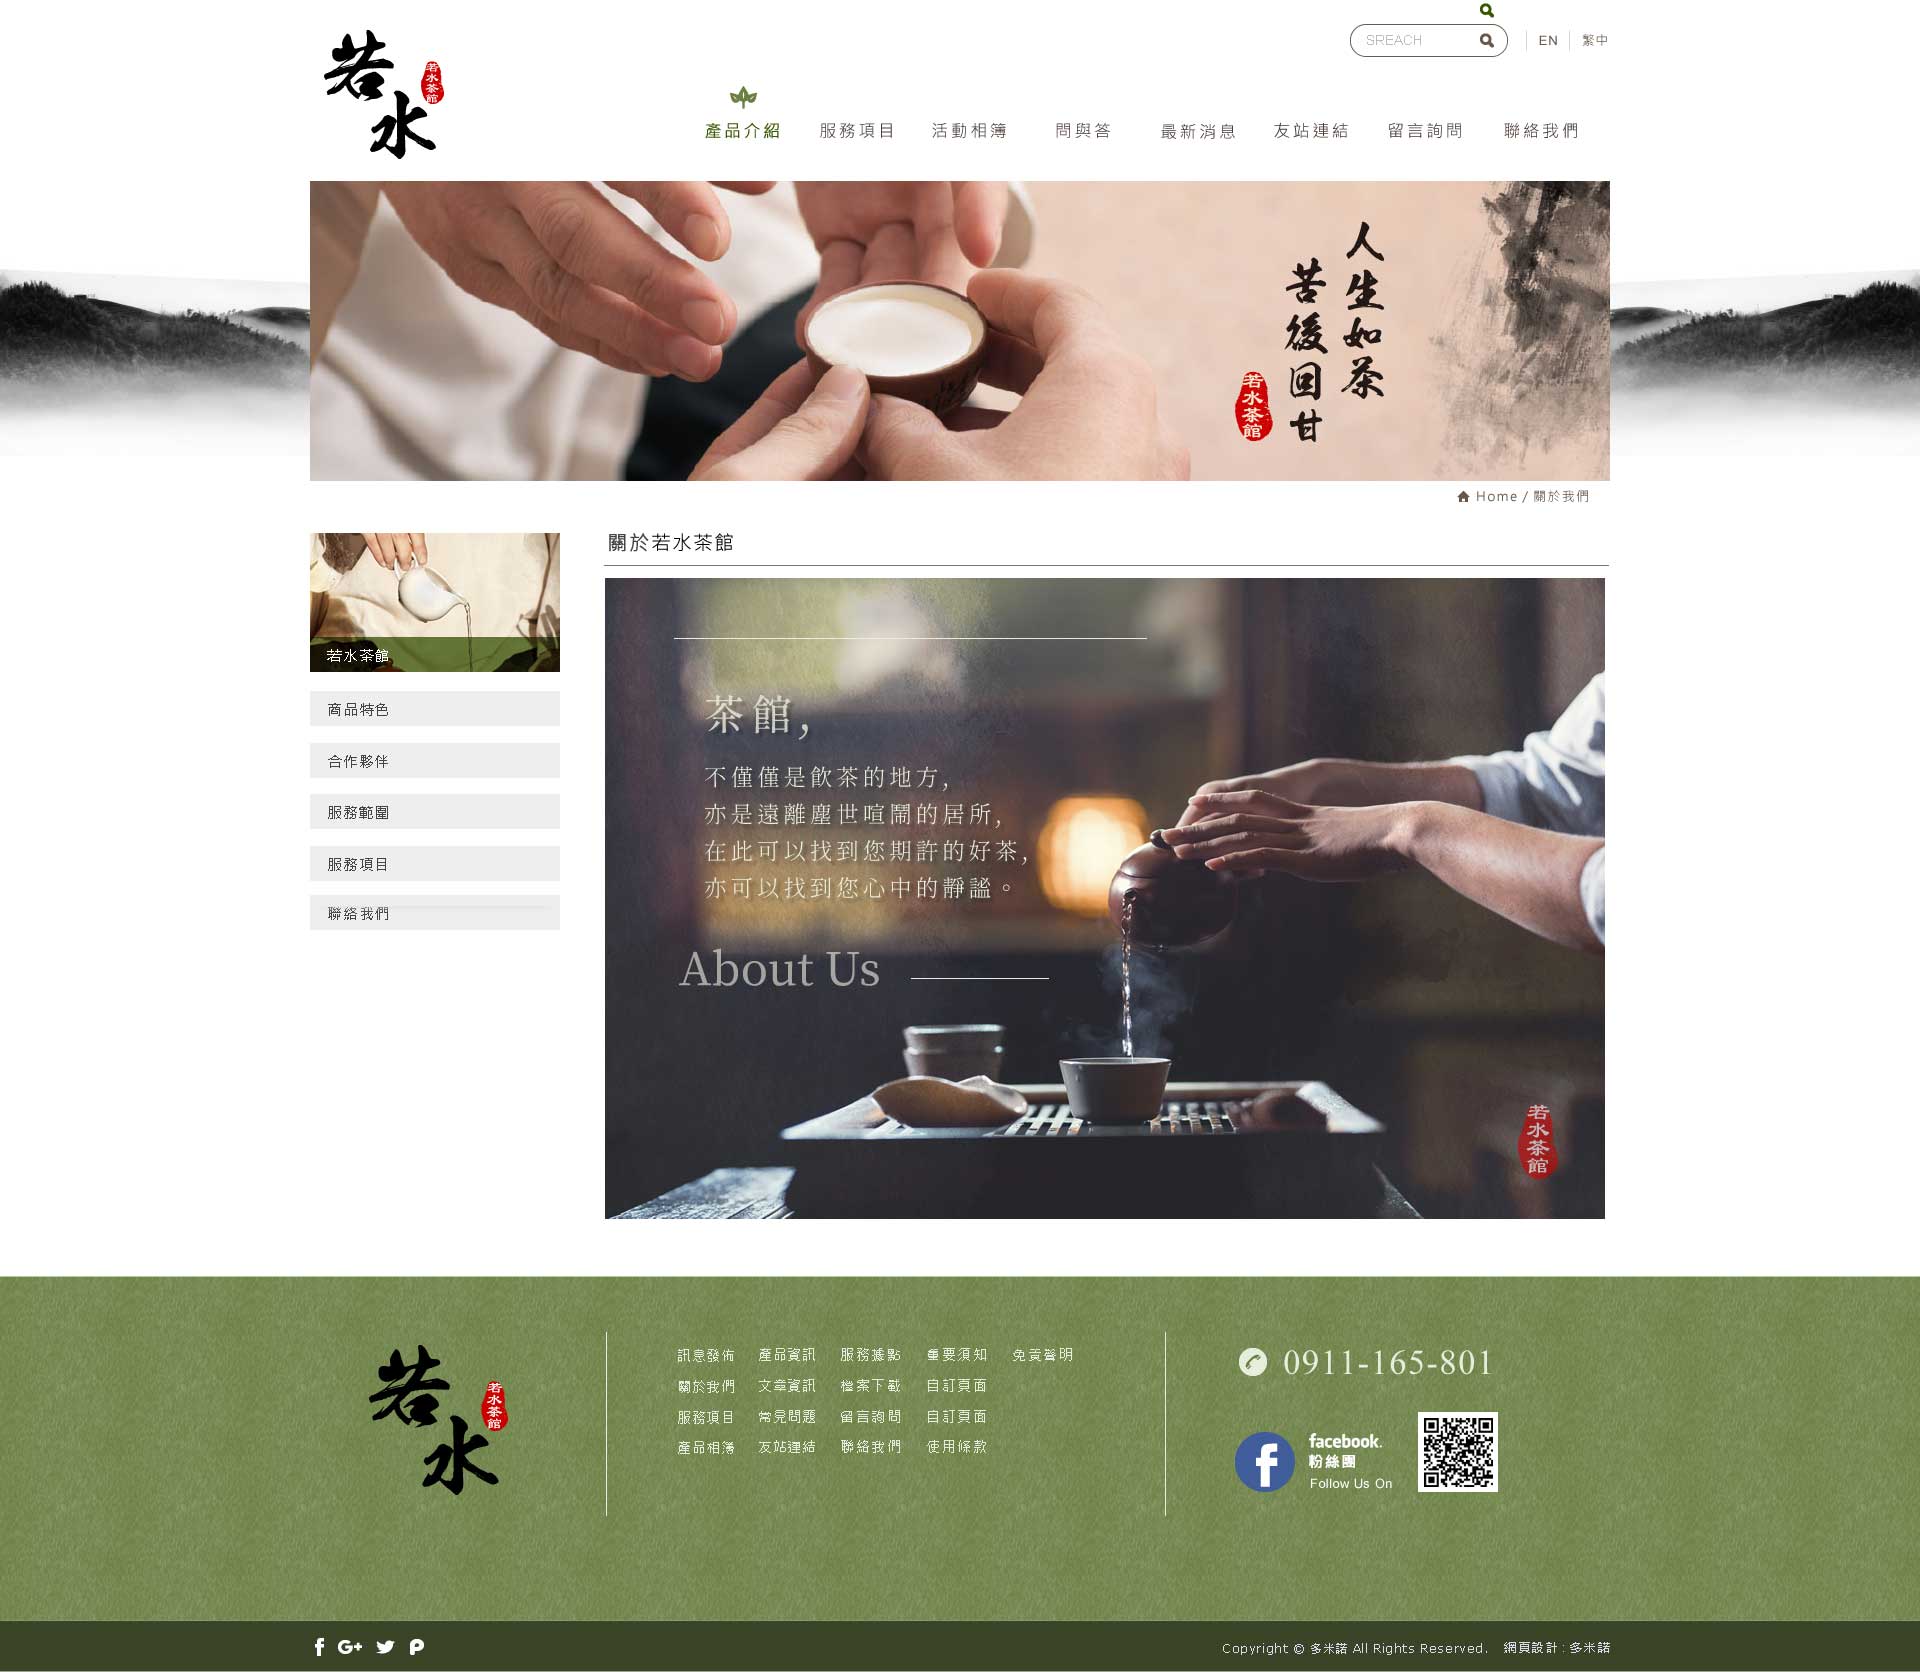 若水
若水茶館
SREACH
EN
繁中
產品介紹
服務項目
活動相簿
問與答
最新消息
友站連結
留言詢問
聯絡我們
人生如茶
苦後回甘
若水茶館
Home / 關於我們
若水茶館
商品特色
合作夥伴
服務範圍
服務項目
聯絡我們
關於若水茶館
茶館,
不僅僅是飲茶的地方,
亦是遠離塵世喧鬧的居所,
在此可以找到您期許的好茶,
亦可以找到您心中的靜謐。
About Us
若水茶館
若水
若水茶館
訊息發佈 產品資訊 服務據點 重要須知 免責聲明
關於我們 文章資訊 檔案下載 自訂頁面
服務項目 常見問題 留言詢問 自訂頁面
產品相簿 友站連結 聯絡我們 使用條款
0911-165-801
facebook.
粉絲團
Follow Us On
Copyright © 多米諾 All Rights Reserved. 網頁設計 : 多米諾